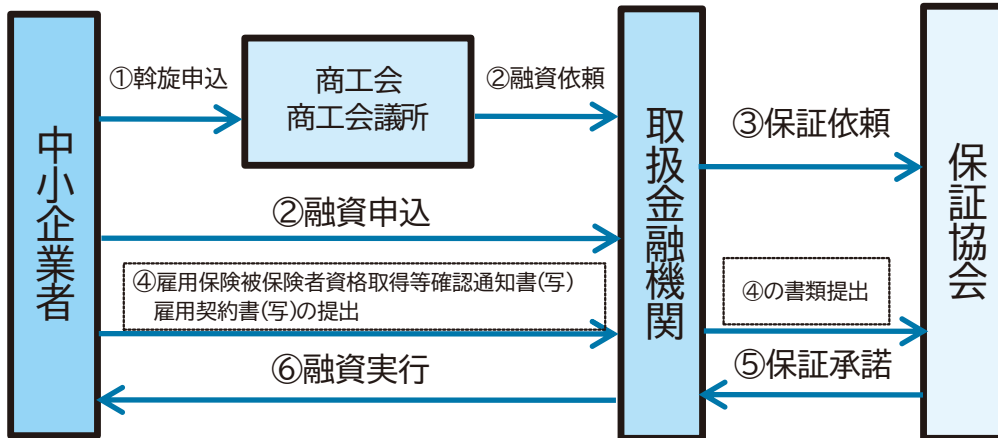 中小企業者
①斡旋申込
商工会
商工会議所
②融資依頼
取扱金融機関
③保証依頼
保証協会
②融資申込
④雇用保険被保険者資格取得等確認通知書(写)
雇用契約書(写)の提出
④の書類提出
⑤保証承諾
⑥融資実行